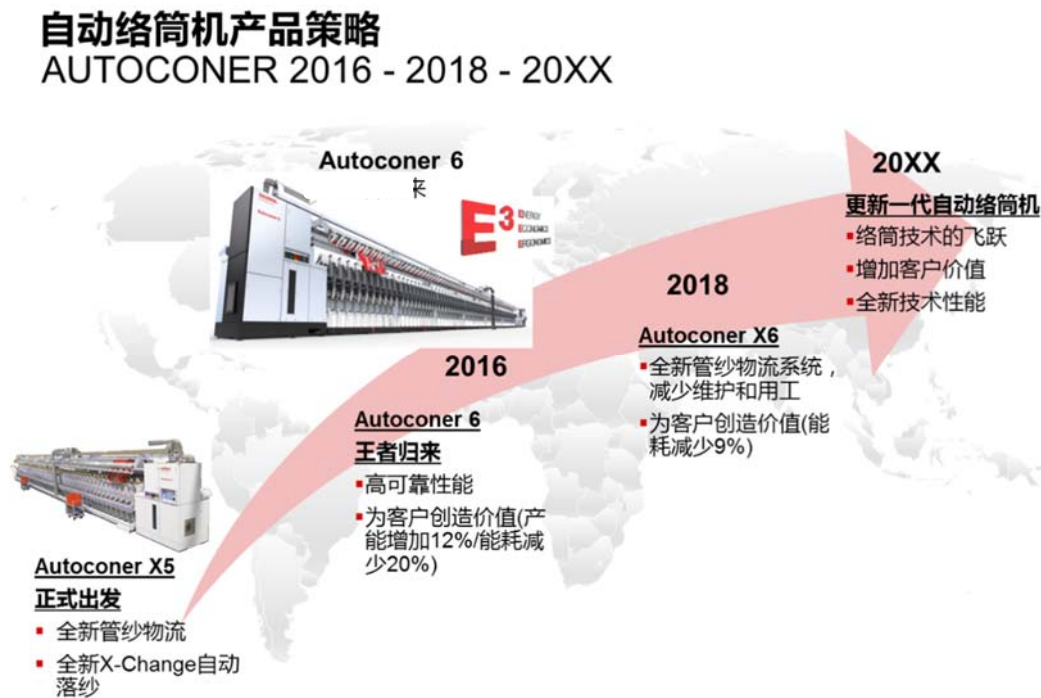 自动络筒机产品策略
AUTOCONER 2016 - 2018 - 20XX
Autoconer 6
来
E³ ENERGY
ECONOMICS
ERGONOMICS
20XX
更新一代自动络筒机
▪络筒技术的飞跃
▪增加客户价值
▪全新技术性能
2018
Autoconer X6
▪全新管纱物流系统，
减少维护和用工
▪为客户创造价值(能
耗减少9%)
2016
Autoconer 6
王者归来
▪高可靠性能
▪为客户创造价值(产
能增加12%/能耗减
少20%)
Autoconer X5
正式出发
▪ 全新管纱物流
▪ 全新X-Change自动
落纱